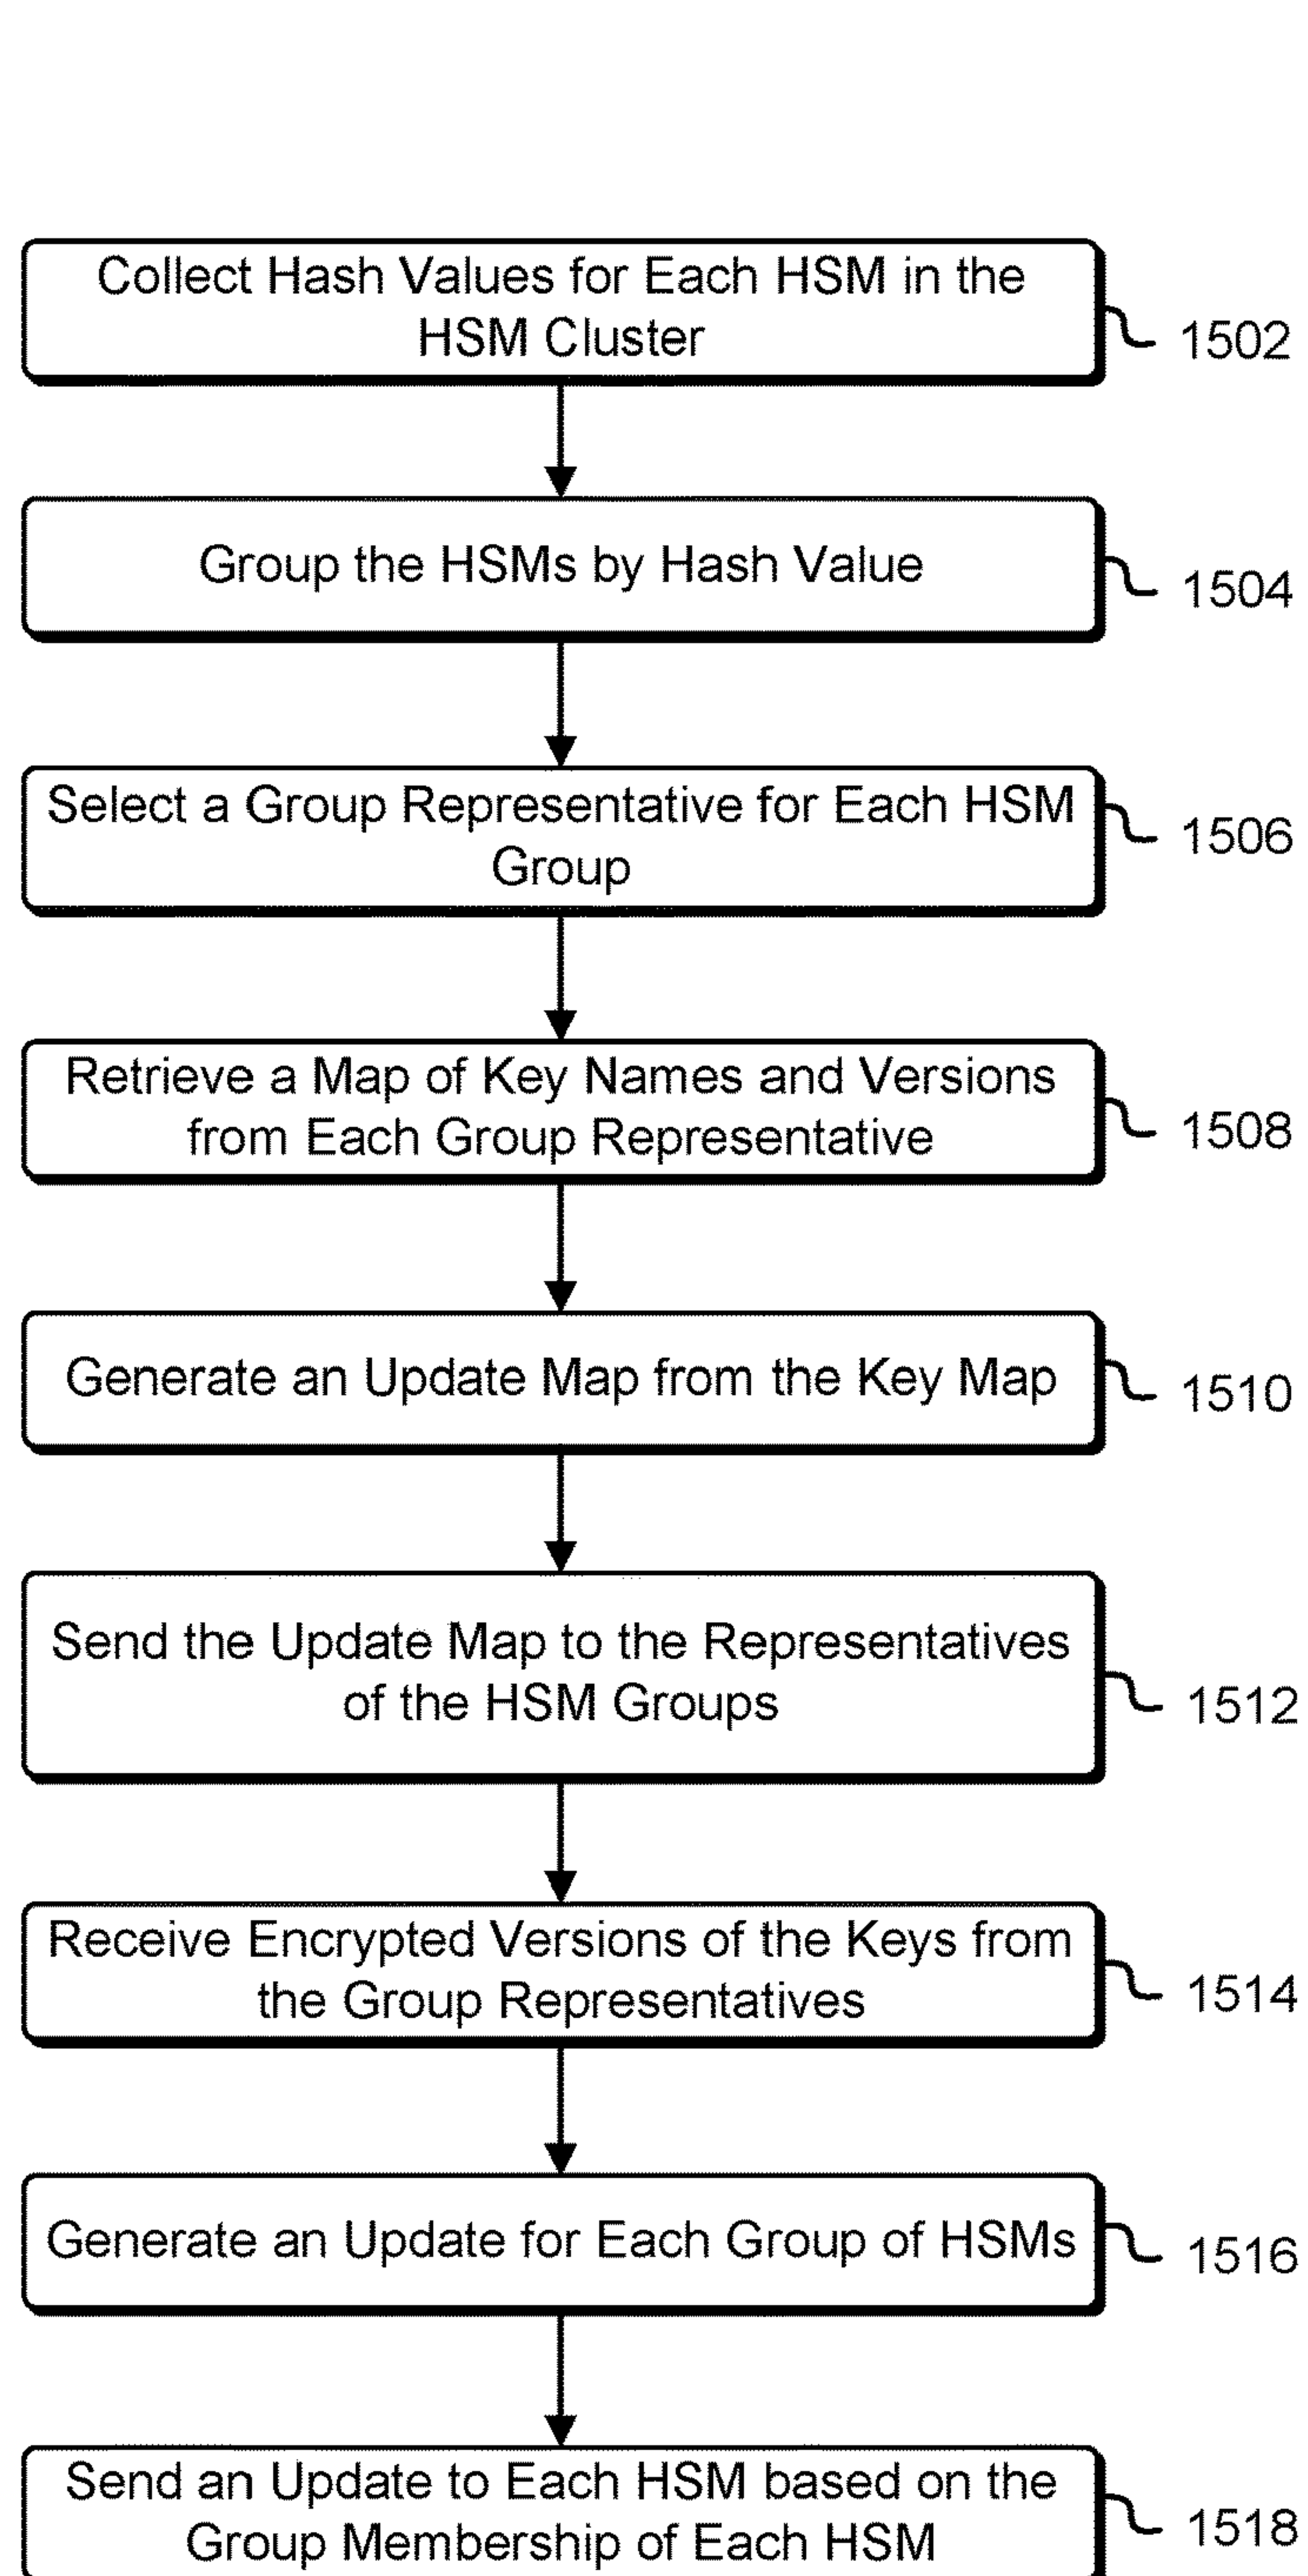 Collect Hash Values for Each HSM in the
HSM Cluster
1502
Group the HSMs by Hash Value
1504
Select a Group Representative for Each HSM
Group
1506
Retrieve a Map of Key Names and Versions
from Each Group Representative
1508
Generate an Update Map from the Key Map
1510
Send the Update Map to the Representatives
of the HSM Groups
1512
Receive Encrypted Versions of the Keys from
the Group Representatives
1514
Generate an Update for Each Group of HSMs
1516
Send an Update to Each HSM based on the
Group Membership of Each HSM
1518